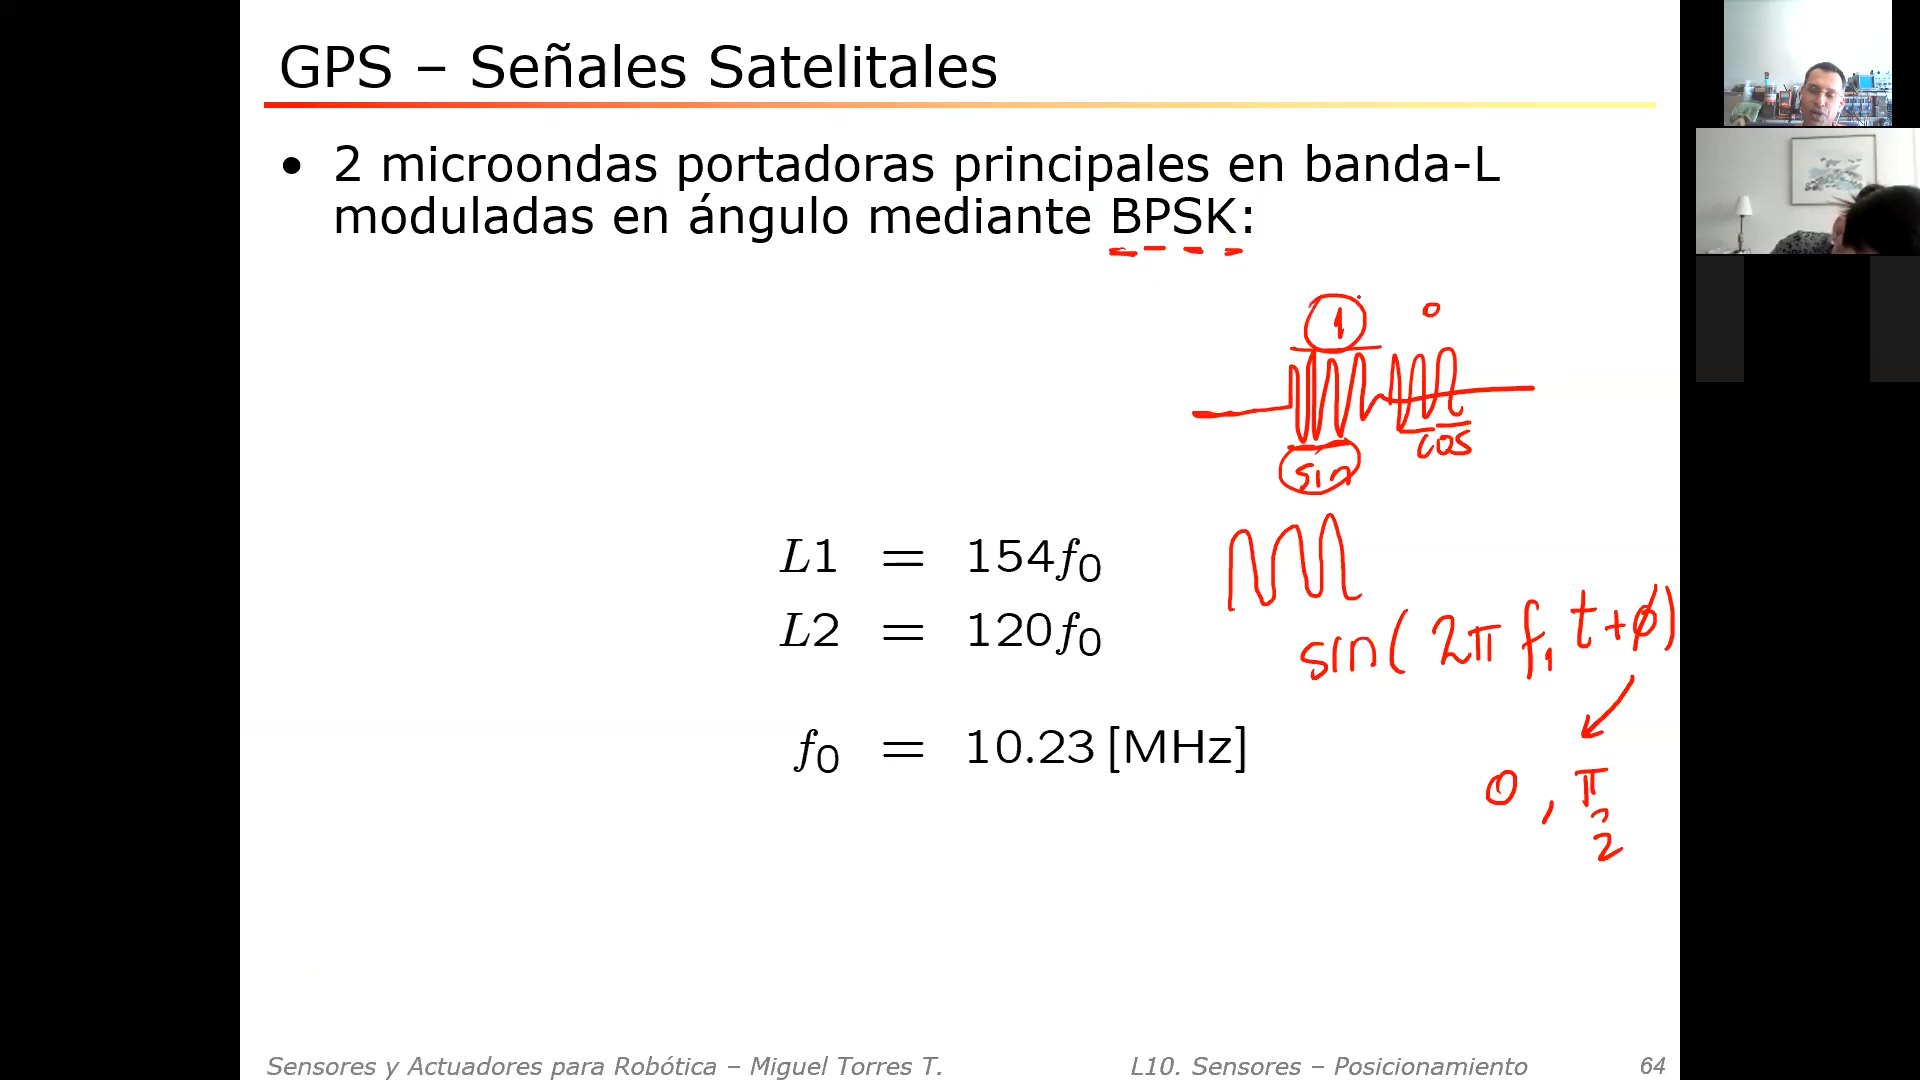 GPS – Señales Satelitales
• 2 microondas portadoras principales en banda-L
moduladas en ángulo mediante BPSK:
1 0
sin cos
L1 = 154f₀
L2 = 120f₀
sin(2π f₁ t+ϕ)
f₀ = 10.23 [MHz]
0, π
2
Sensores y Actuadores para Robótica – Miguel Torres T. L10. Sensores – Posicionamiento 64